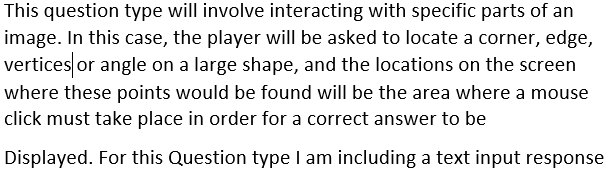 This question type will involve interacting with specific parts of an
image. In this case, the player will be asked to locate a corner, edge,
vertices or angle on a large shape, and the locations on the screen
where these points would be found will be the area where a mouse
click must take place in order for a correct answer to be
Displayed. For this Question type I am including a text input response